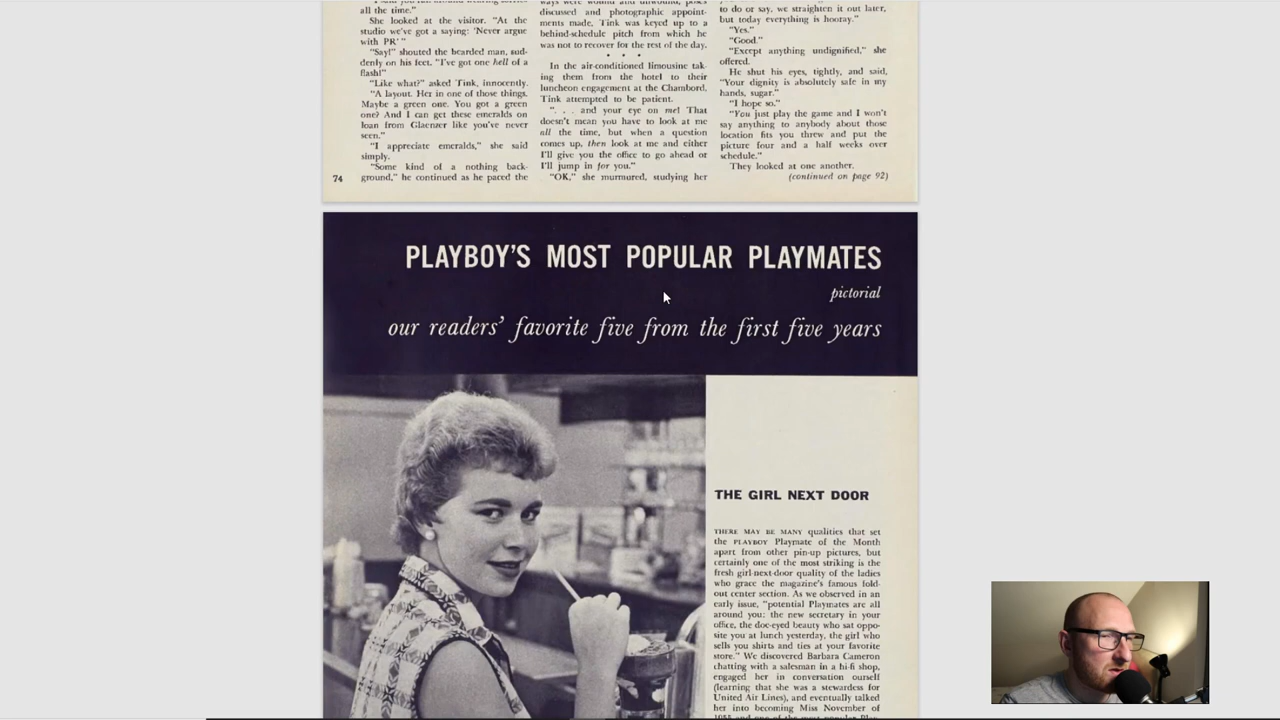 all the time."
She looked at the visitor. "At the
studio we've got a saying: 'Never argue
with PR' "
"Say!" shouted the bearded man, sud-
denly on his feet. "I've got one hell of a
flash!"
"Like what?" asked Tink, innocently.
"A layout. Her in one of those things.
Maybe a green one. You got a green
one? And I can get these emeralds on
loan from Glaenzer like you've never
seen."
"I appreciate emeralds," she said
simply.
"Some kind of a nothing back-
ground," he continued as he paced the
74
discussed and photographic appoint-
ments made, Tink was keyed up to a
behind-schedule pitch from which he
was not to recover for the rest of the day.
• • •
In the air-conditioned limousine tak-
ing them from the hotel to their
luncheon engagement at the Chambord,
Tink attempted to be patient.
". . . and your eye on me! That
doesn't mean you have to look at me
all the time, but when a question
comes up, then look at me and either
I'll give you the office to go ahead or
I'll jump in for you."
"OK," she murmured, studying her
to do or say, we straighten it out later,
but today everything is hooray."
"Yes."
"Good."
"Except anything undignified," she
offered.
He shut his eyes, tightly, and said,
"Your dignity is absolutely safe in my
hands, sugar."
"I hope so."
"You just play the game and I won't
say anything to anybody about those
location fits you threw and put the
picture four and a half weeks over
schedule."
They looked at one another.
(continued on page 92)
PLAYBOY'S MOST POPULAR PLAYMATES
pictorial
our readers' favorite five from the first five years
THE GIRL NEXT DOOR
THERE MAY BE MANY qualities that set
the PLAYBOY Playmate of the Month
apart from other pin-up pictures, but
certainly one of the most striking is the
fresh girl-next-door quality of the ladies
who grace the magazine's famous fold-
out center section. As we observed in an
early issue, "potential Playmates are all
around you: the new secretary in your
office, the doe-eyed beauty who sat oppo-
site you at lunch yesterday, the girl who
sells you shirts and ties at your favorite
store." We discovered Barbara Cameron
chatting with a salesman in a hi-fi shop,
engaged her in conversation ourself
(learning that she was a stewardess for
United Air Lines), and eventually talked
her into becoming Miss November of